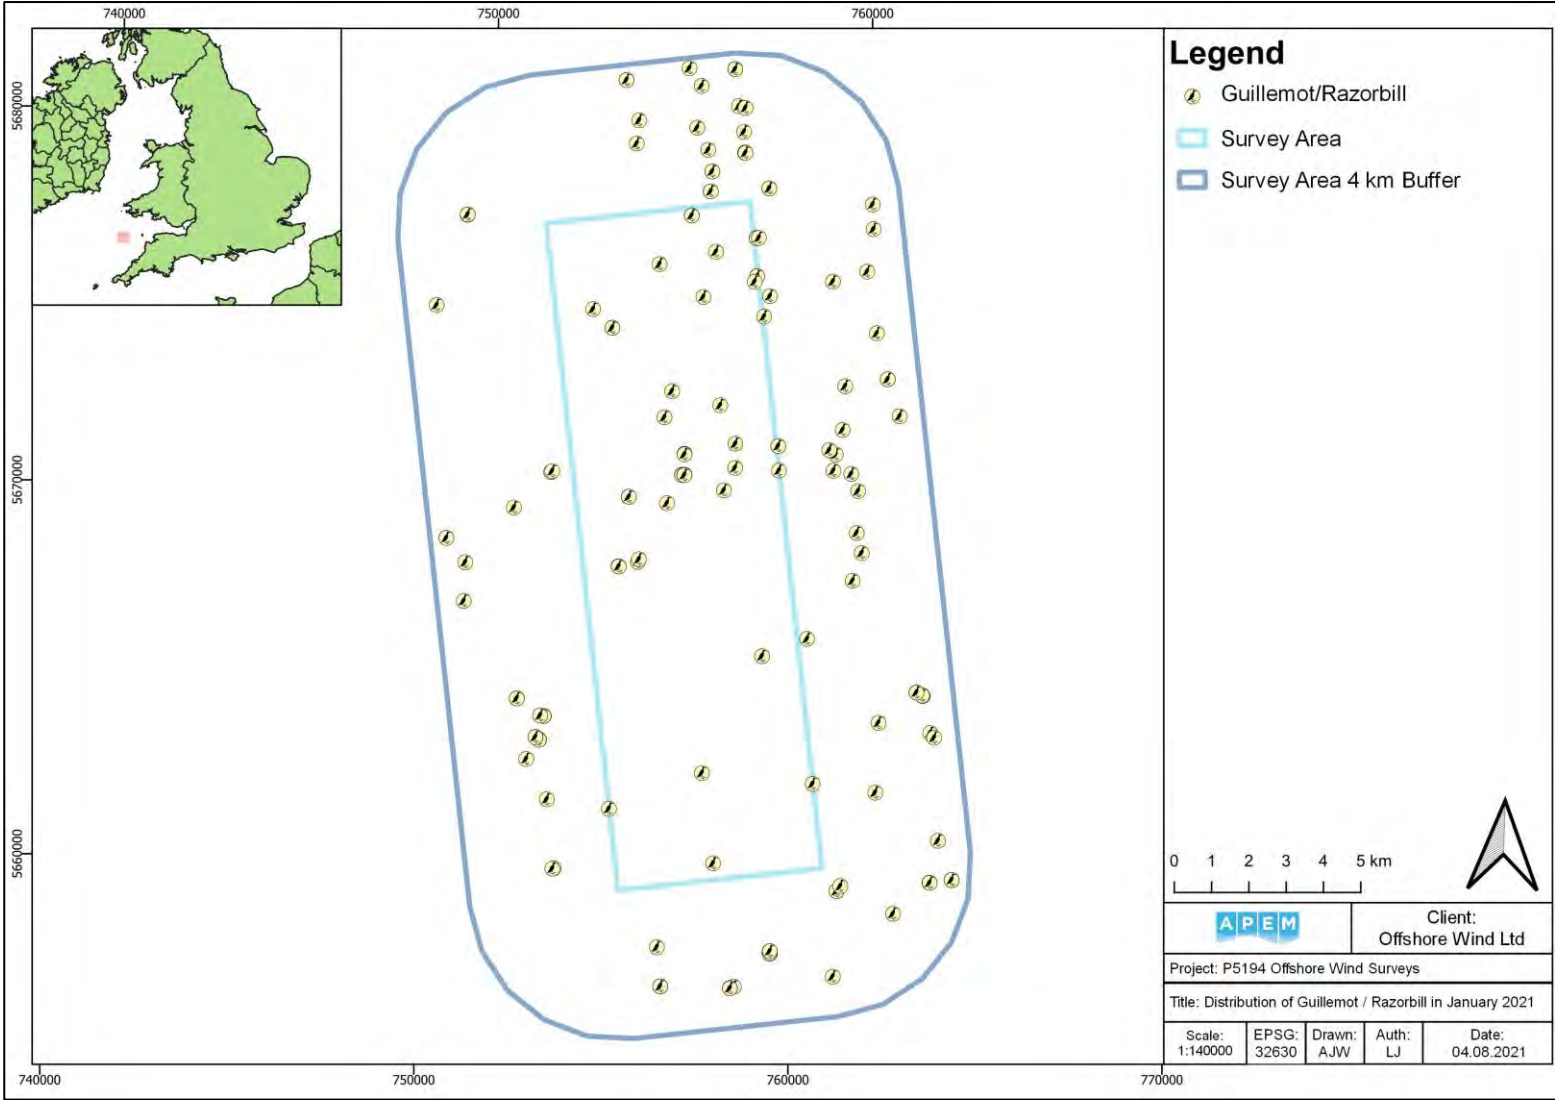 740000
750000
760000
5680000
5670000
5660000
740000
750000
760000
770000
Legend
Guillemot/Razorbill
Survey Area
Survey Area 4 km Buffer
0 1 2 3 4 5 km
APEM
Client:
Offshore Wind Ltd
Project: P5194 Offshore Wind Surveys
Title: Distribution of Guillemot / Razorbill in January 2021
Scale:
1:140000
EPSG:
32630
Drawn:
AJW
Auth:
LJ
Date:
04.08.2021